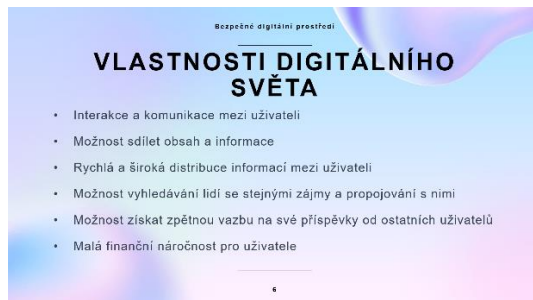 Bezpečné digitální prostředí
VLASTNOSTI DIGITÁLNÍHO
SVĚTA
• Interakce a komunikace mezi uživateli
• Možnost sdílet obsah a informace
• Rychlá a široká distribuce informací mezi uživateli
• Možnost vyhledávání lidí se stejnými zájmy a propojování s nimi
• Možnost získat zpětnou vazbu na své příspěvky od ostatních uživatelů
• Malá finanční náročnost pro uživatele
6